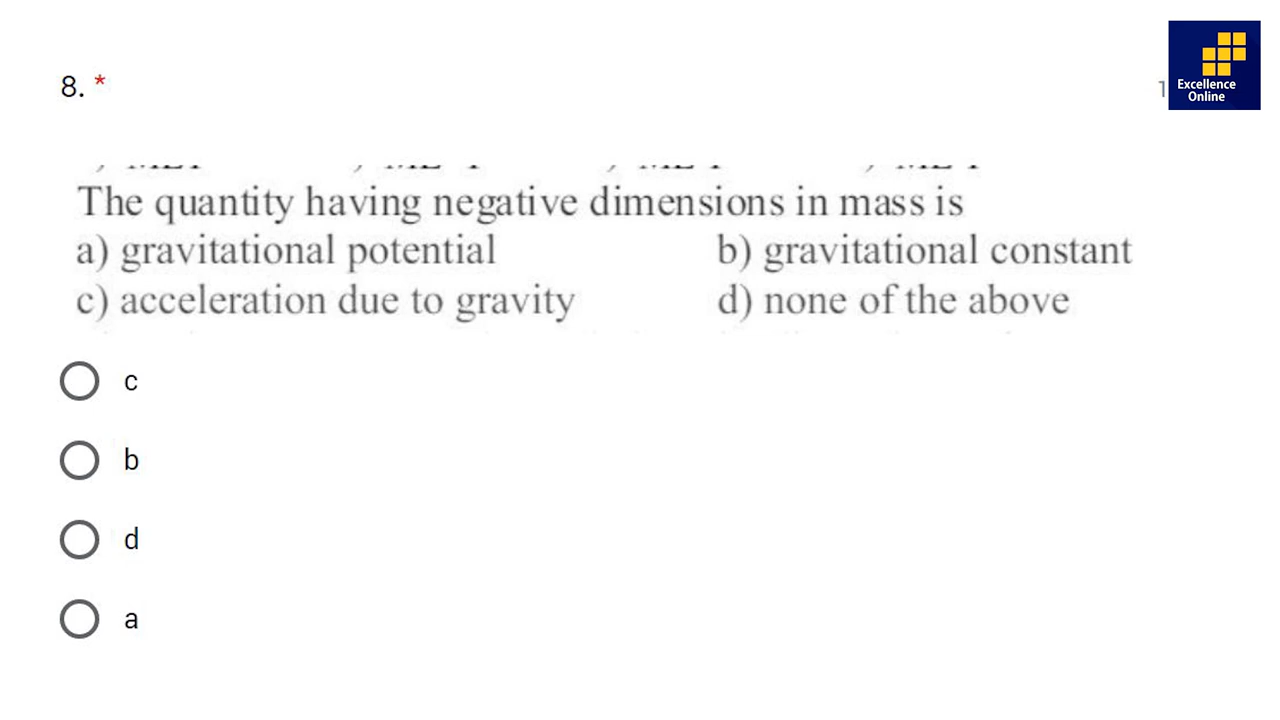 8. *
1
Excellence
Online
The quantity having negative dimensions in mass is
a) gravitational potential b) gravitational constant
c) acceleration due to gravity d) none of the above
c
b
d
a